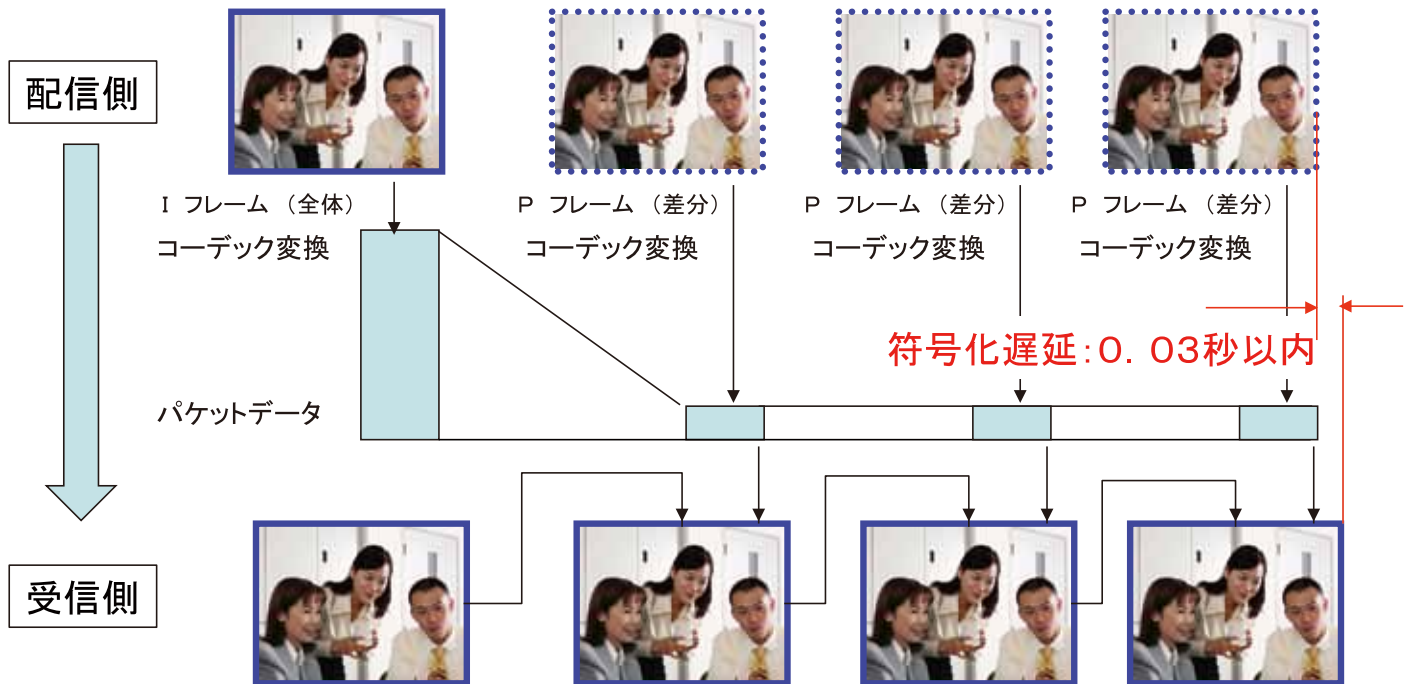 配信側
I フレーム （全体）
コーデック変換
P フレーム （差分）
コーデック変換
P フレーム （差分）
コーデック変換
P フレーム （差分）
コーデック変換
符号化遅延：０．０３秒以内
パケットデータ
受信側